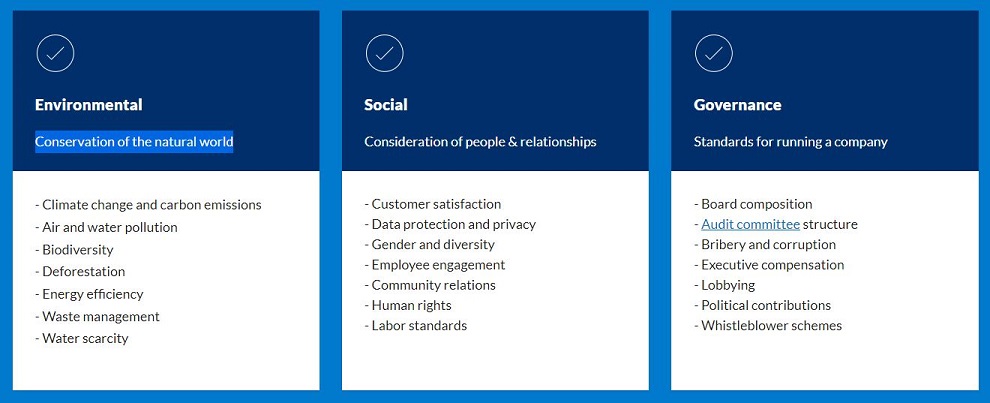 Environmental
Conservation of the natural world
- Climate change and carbon emissions
- Air and water pollution
- Biodiversity
- Deforestation
- Energy efficiency
- Waste management
- Water scarcity
Social
Consideration of people & relationships
- Customer satisfaction
- Data protection and privacy
- Gender and diversity
- Employee engagement
- Community relations
- Human rights
- Labor standards
Governance
Standards for running a company
- Board composition
- Audit committee structure
- Bribery and corruption
- Executive compensation
- Lobbying
- Political contributions
- Whistleblower schemes